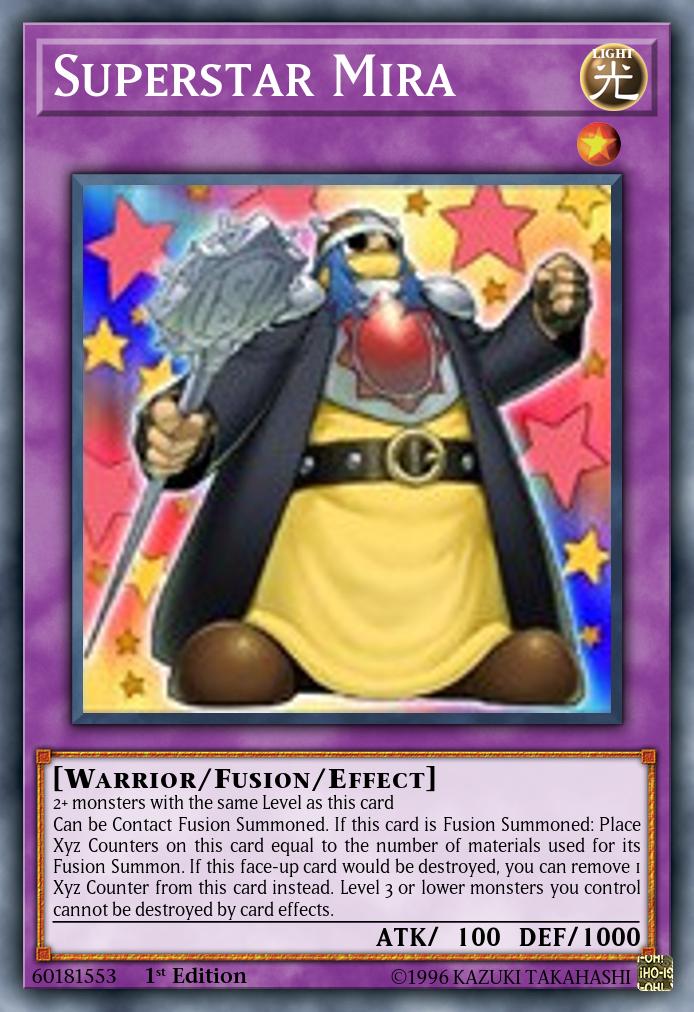 Superstar Mira
LIGHT
光
[Warrior/Fusion/Effect]
2+ monsters with the same Level as this card
Can be Contact Fusion Summoned. If this card is Fusion Summoned: Place
Xyz Counters on this card equal to the number of materials used for its
Fusion Summon. If this face-up card would be destroyed, you can remove 1
Xyz Counter from this card instead. Level 3 or lower monsters you control
cannot be destroyed by card effects.
ATK/ 100 DEF/1000
60181553 1st Edition ©1996 KAZUKI TAKAHASHI